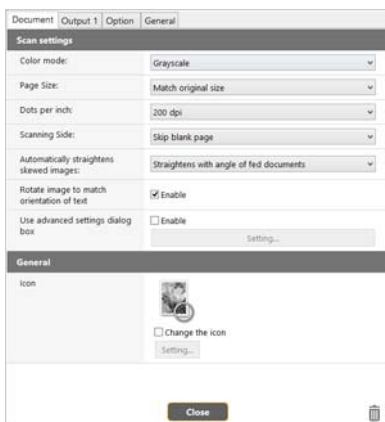 Document Output 1 Option General
Scan settings
Color mode: Grayscale
Page Size: Match original size
Dots per inch: 200 dpi
Scanning Side: Skip blank page
Automatically straightens
skewed images: Straightens with angle of fed documents
Rotate image to match
orientation of text Enable
Use advanced settings dialog
box Enable
Setting...
General
Icon
Change the icon
Setting...
Close